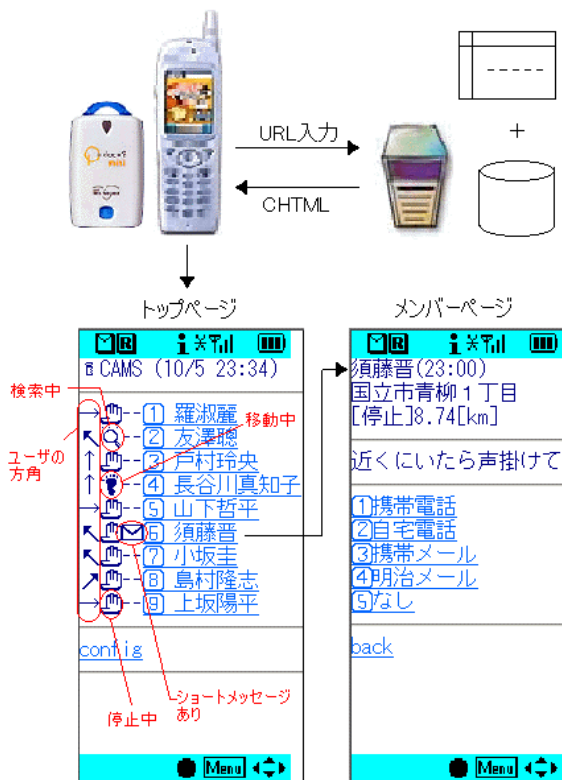 URL入力
+
CHTML
トップページ
メンバーページ
CAMS (10/5 23:34)
検索中
移動中
ユーザの
方角
1 羅淑麗
2 友澤聰
3 戸村玲央
4 長谷川真知子
5 山下哲平
6 須藤晋
7 小坂圭
8 島村隆志
9 上坂陽平
config
停止中
ショートメッセージ
あり
Menu
須藤晋(23:00)
国立市青柳1丁目
[停止]8.74[km]
近くにいたら声掛けて
1携帯電話
2自宅電話
3携帯メール
4明治メール
5なし
back
Menu